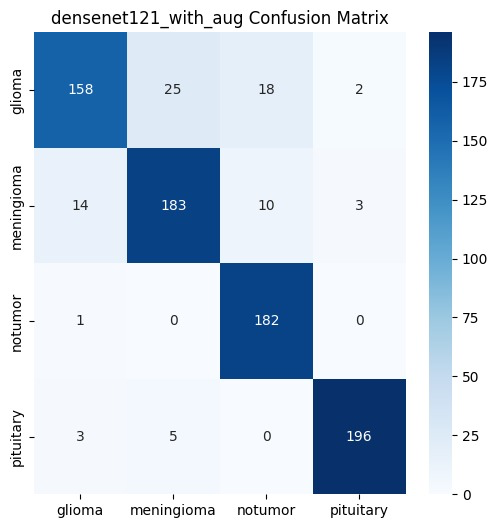 densenet121_with_aug Confusion Matrix
glioma 158 25 18 2
meningioma 14 183 10 3
notumor 1 0 182 0
pituitary 3 5 0 196
glioma meningioma notumor pituitary
175
150
125
100
75
50
25
0